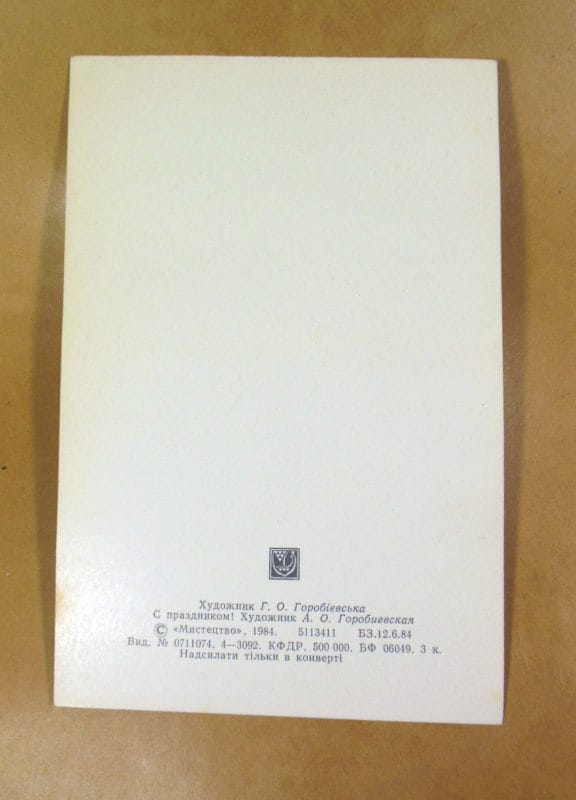 Художник Г. О. Горобієвська
С праздником! Художник А. О. Горобиевская
© «Мистецтво», 1984. 5113411 БЗ.12.6.84
Вид. № 0711074. 4—3092. КФДР. 500 000. БФ 06049. 3 к.
Надсилати тільки в конверті